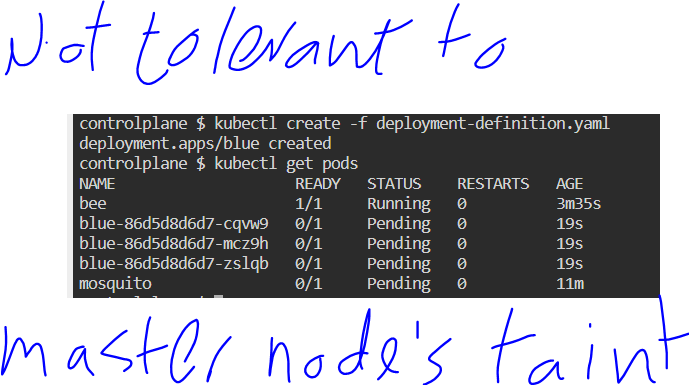 Not tolerant to
controlplane $ kubectl create -f deployment-definition.yaml
deployment.apps/blue created
controlplane $ kubectl get pods
NAME READY STATUS RESTARTS AGE
bee 1/1 Running 0 3m35s
blue-86d5d8d6d7-cqvw9 0/1 Pending 0 19s
blue-86d5d8d6d7-mcz9h 0/1 Pending 0 19s
blue-86d5d8d6d7-zslqb 0/1 Pending 0 19s
mosquito 0/1 Pending 0 11m
master node's taint